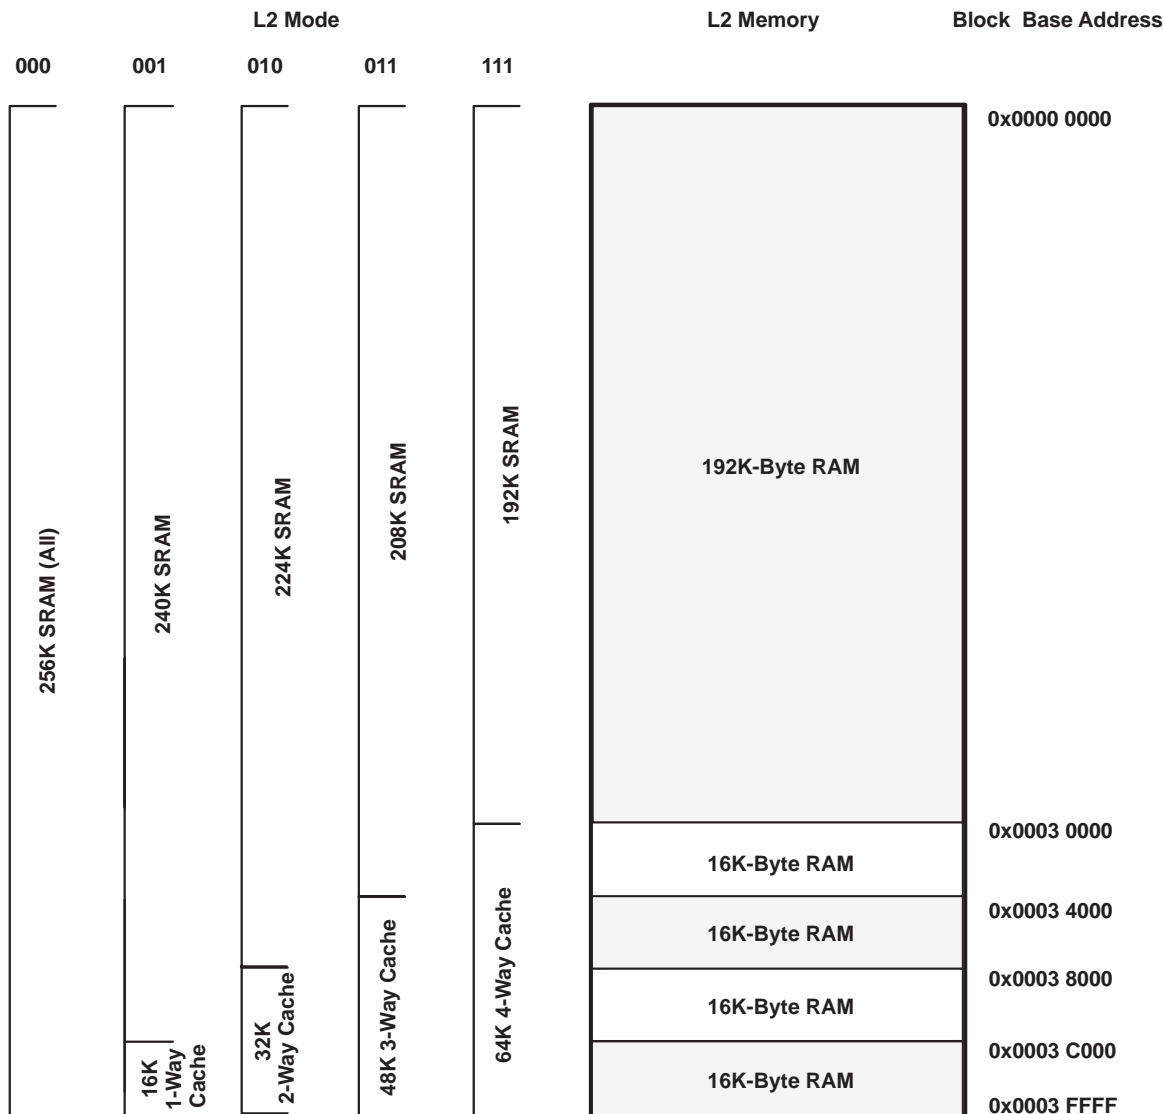 L2 Mode L2 Memory Block Base Address
000 001 010 011 111
0x0000 0000
256K SRAM (All)
240K SRAM
224K SRAM
208K SRAM
192K SRAM
192K-Byte RAM
0x0003 0000
16K-Byte RAM
0x0003 4000
16K-Byte RAM
0x0003 8000
16K-Byte RAM
0x0003 C000
16K-Byte RAM
0x0003 FFFF
16K
1-Way
Cache
32K
2-Way Cache
48K 3-Way Cache
64K 4-Way Cache